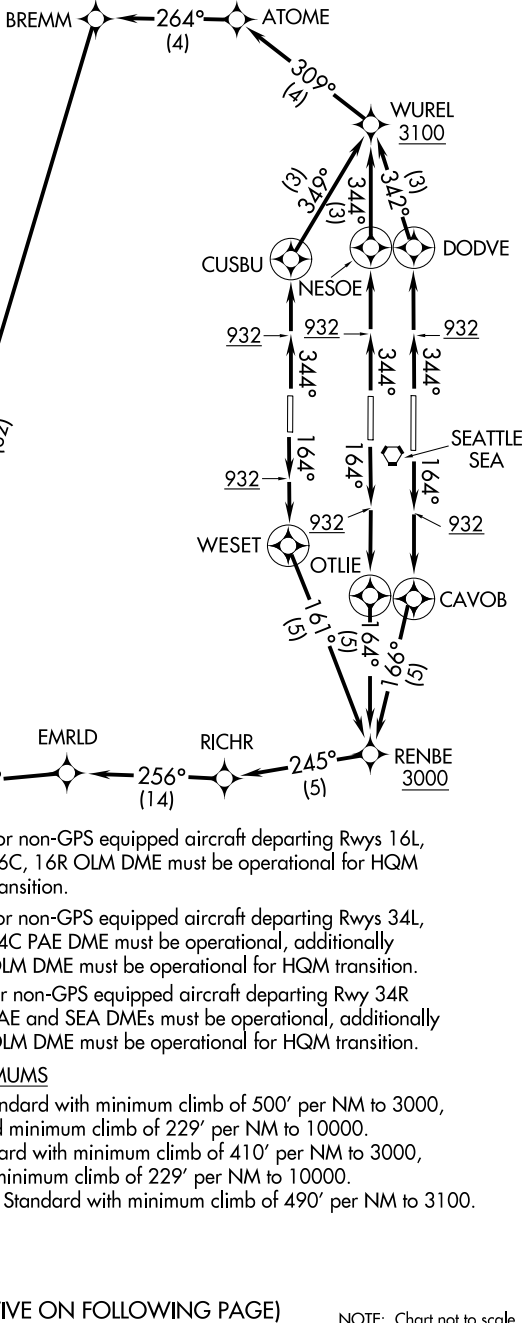 BREMM
264°
(4)
ATOME
309°
(4)
WUREL
3100
(3)
349°
(3)
344°
(3)
342°
CUSBU
NESOE
DODVE
932
932
932
344°
344°
344°
SEATTLE
SEA
164°
164°
164°
932
932
932
WESET
OTLIE
CAVOB
161°
(5)
(5)
164°
166°
(5)
EMRLD
RICHR
RENBE
3000
256°
(14)
245°
(5)
or non-GPS equipped aircraft departing Rwys 16L,
6C, 16R OLM DME must be operational for HQM
ansition.
or non-GPS equipped aircraft departing Rwys 34L,
4C PAE DME must be operational, additionally
OLM DME must be operational for HQM transition.
r non-GPS equipped aircraft departing Rwy 34R
AE and SEA DMEs must be operational, additionally
OLM DME must be operational for HQM transition.
MUMS
ndard with minimum climb of 500' per NM to 3000,
d minimum climb of 229' per NM to 10000.
ard with minimum climb of 410' per NM to 3000,
minimum climb of 229' per NM to 10000.
Standard with minimum climb of 490' per NM to 3100.
IVE ON FOLLOWING PAGE)
NOTE: Chart not to scale